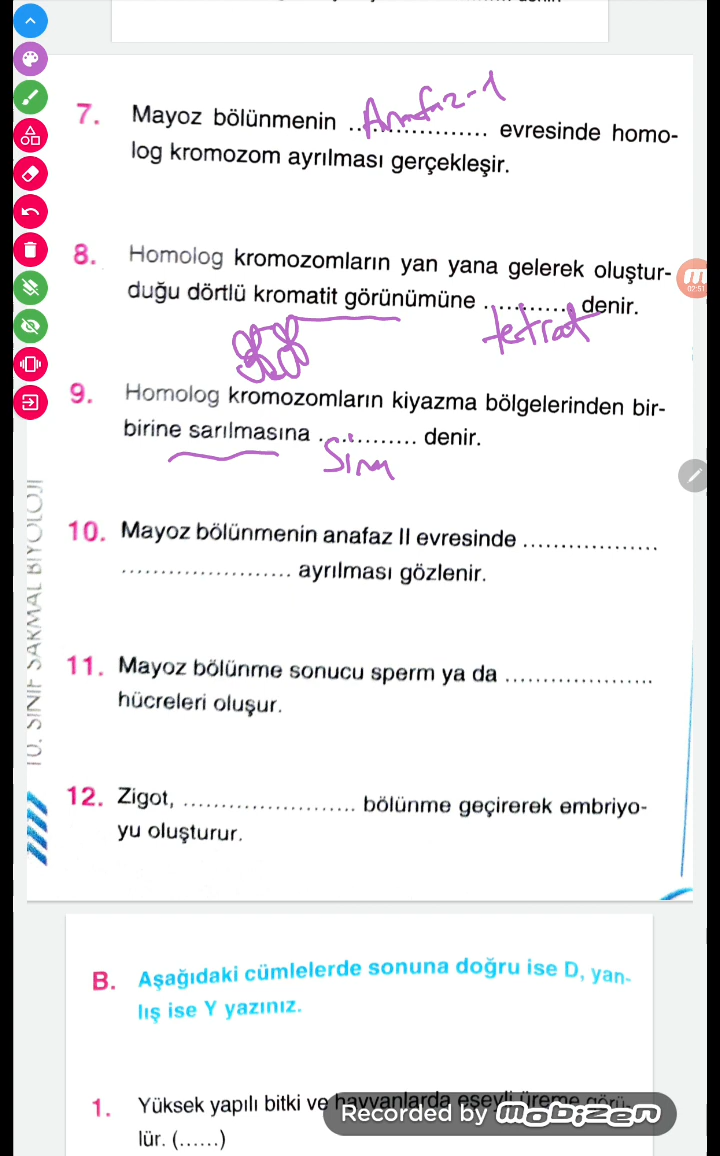 7. Mayoz bölünmenin ..Anafaz-1.. evresinde homo-
log kromozom ayrılması gerçekleşir.
8. Homolog kromozomların yan yana gelerek oluştur-
duğu dörtlü kromatit görünümüne ............ denir.
tetrat
02:51
9. Homolog kromozomların kiyazma bölgelerinden bir-
birine sarılmasına ............. denir.
Sina
10. Mayoz bölünmenin anafaz II evresinde ...................
........................ ayrılması gözlenir.
11. Mayoz bölünme sonucu sperm ya da ....................
hücreleri oluşur.
12. Zigot, ........................ bölünme geçirerek embriyo-
yu oluşturur.
10. SINIF SARMAL BİYOLOJİ
B. Aşağıdaki cümlelerde sonuna doğru ise D, yan-
lış ise Y yazınız.
1. Yüksek yapılı bitki ve hayvanlarda eşeyli üreme görü-
lür. (......)
Recorded by mobizen